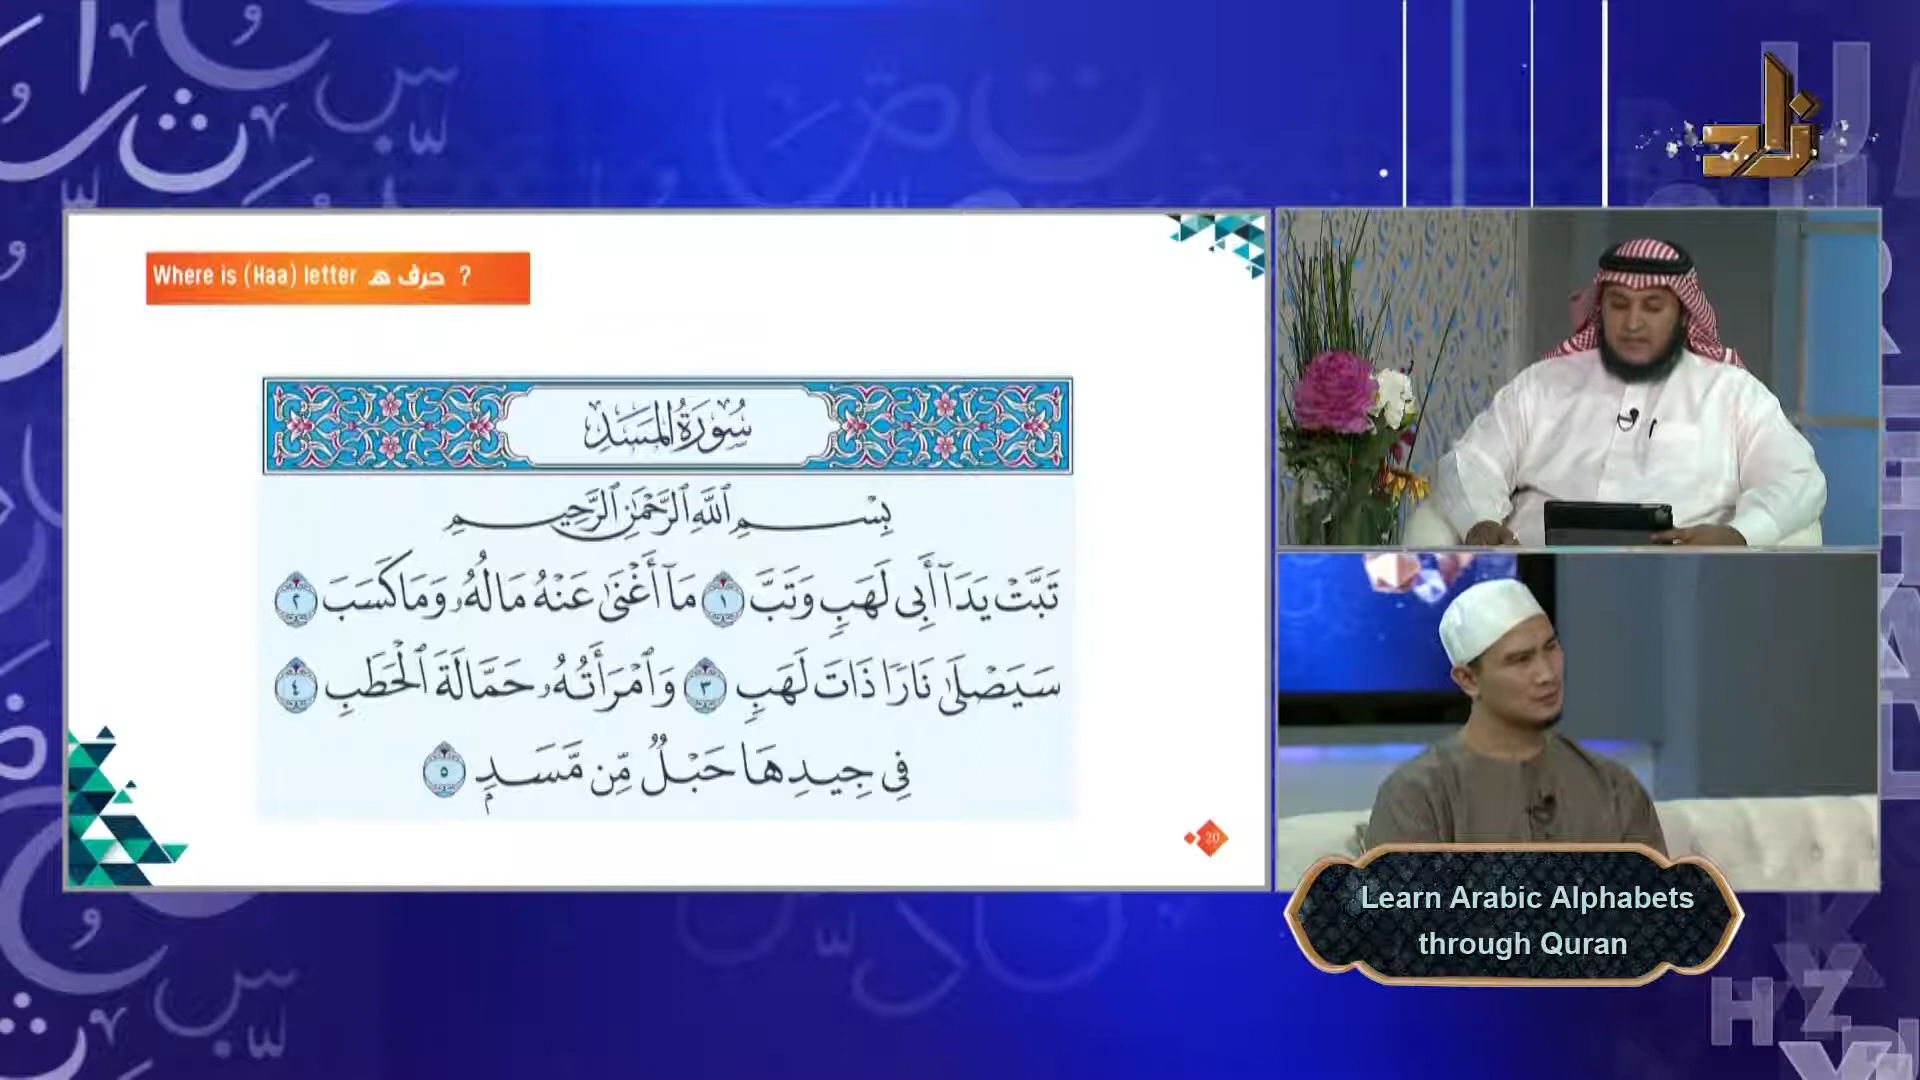 زاد
Where is (Haa) letter حرف هـ ?
سُورَةُ المَسَدِ
بِسْمِ ٱللَّهِ ٱلرَّحْمَٰنِ ٱلرَّحِيمِ
تَبَّتْ يَدَآ أَبِى لَهَبٍ وَتَبَّ ١ مَآ أَغْنَىٰ عَنْهُ مَالُهُۥ وَمَا كَسَبَ ٢
سَيَصْلَىٰ نَارًا ذَاتَ لَهَبٍ ٣ وَٱمْرَأَتُهُۥ حَمَّالَةَ ٱلْحَطَبِ ٤
فِى جِيدِهَا حَبْلٌ مِّن مَّسَدٍۭ ٥
20
Learn Arabic Alphabets
through Quran